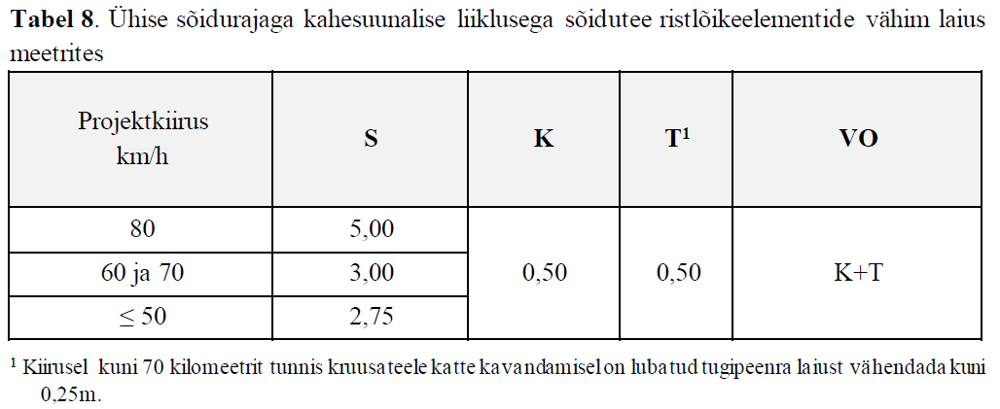 Tabel 8. Ühise sõidurajaga kahesuunalise liiklusega sõidutee ristlõikeelementide vähim laius
meetrites
Projektkiirus
km/h
S
K
T¹
VO
80
5,00
60 ja 70
3,00
0,50
0,50
K+T
≤ 50
2,75
¹ Kiirusel kuni 70 kilomeetrit tunnis kruusateele katte kavandamisel on lubatud tugipeenra laiust vähendada kuni
0,25m.